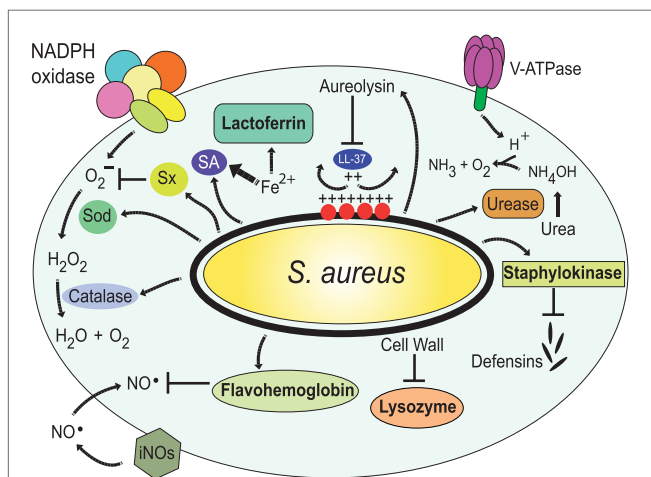 NADPH
oxidase
Aureolysin
V-ATPase
Lactoferrin
H+
LL-37
++
NH3 + O2
NH4OH
O2−
Sx
SA
Fe2+
++++++++
Urease
Urea
Sod
H2O2
S. aureus
Staphylokinase
Catalase
H2O + O2
Cell Wall
Defensins
NO•
Flavohemoglobin
Lysozyme
NO•
iNOs